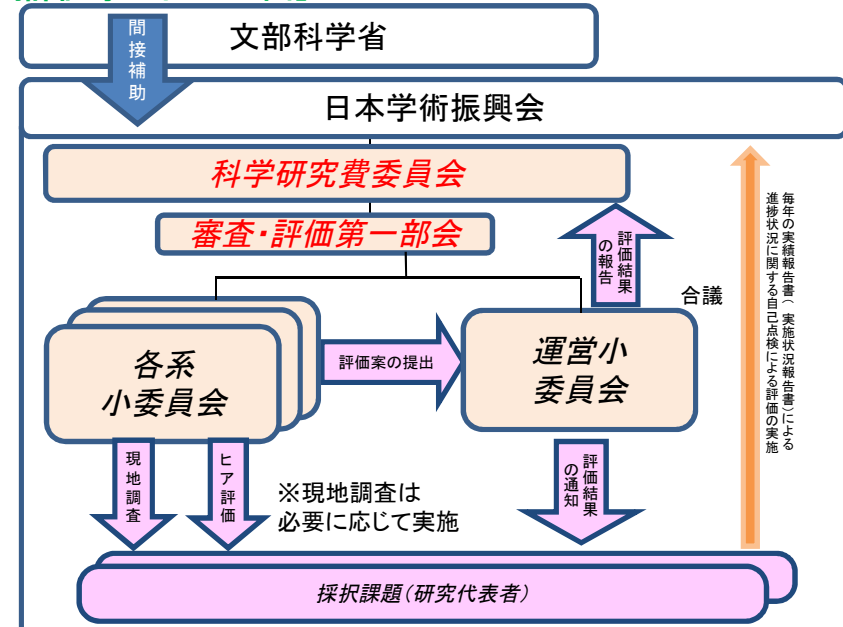 文部科学省
間接補助
日本学術振興会
科学研究費委員会
審査・評価第一部会
評価結果
の報告
合議
毎年の実績報告書(実施状況報告書)による
進捗状況に関する自己点検による評価の実施
各系
小委員会
評価案の提出
運営小
委員会
現地調査
ヒア評価
※現地調査は
必要に応じて実施
評価結果
の通知
採択課題(研究代表者)